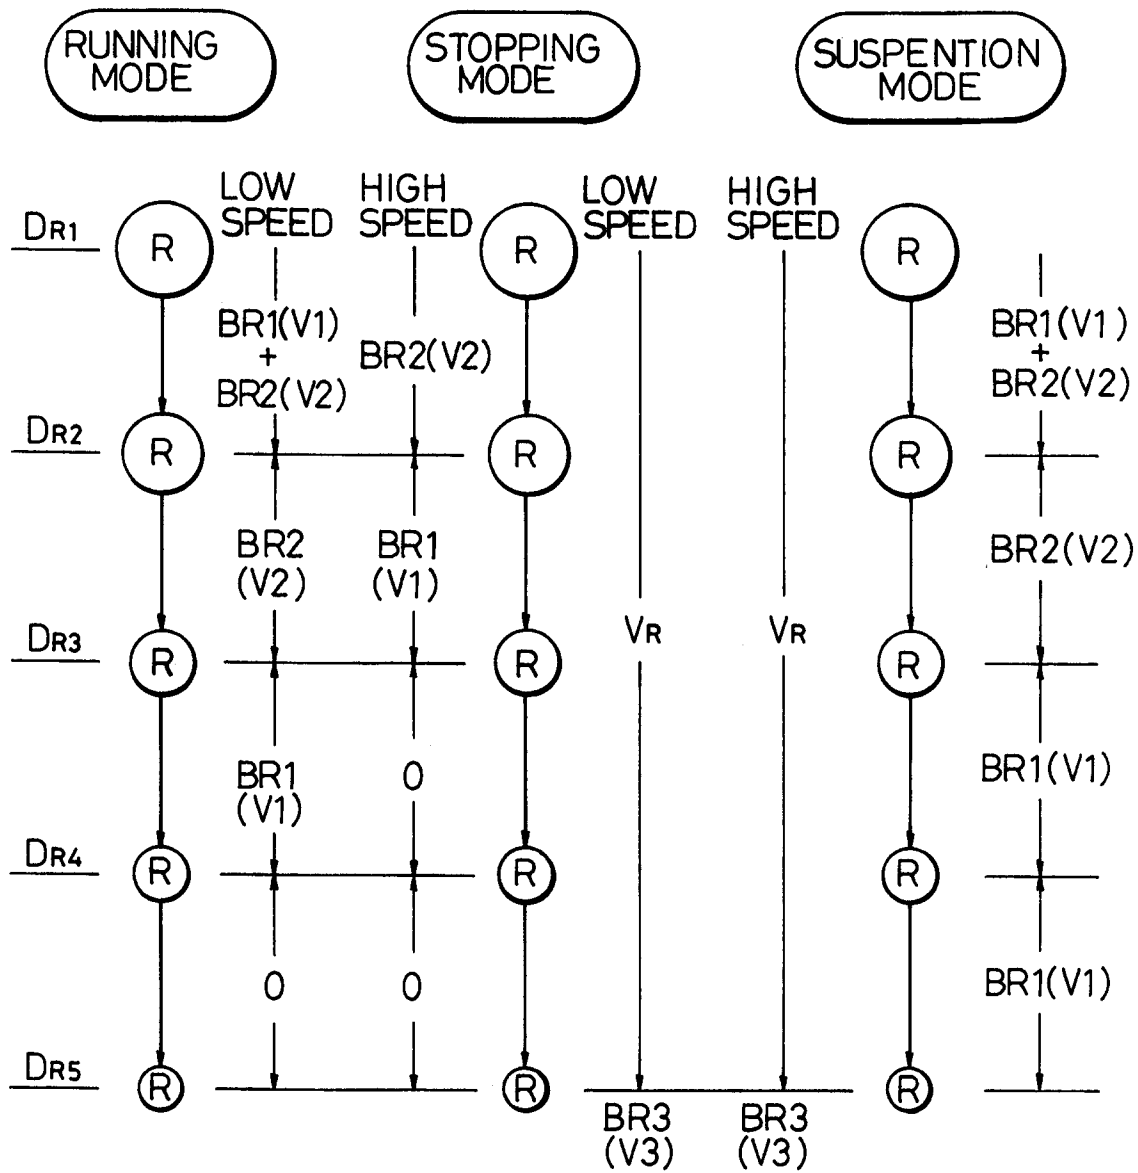 RUNNING
MODE
STOPPING
MODE
SUSPENTION
MODE
LOW
SPEED
HIGH
SPEED
LOW
SPEED
HIGH
SPEED
DR1
R
R
R
BR1(V1)
+
BR2(V2)
BR2(V2)
BR1(V1)
+
BR2(V2)
DR2
R
R
R
BR2
(V2)
BR1
(V1)
BR2(V2)
DR3
R
R
VR
VR
R
BR1
(V1)
0
BR1(V1)
DR4
R
R
R
0
0
BR1(V1)
DR5
R
R
R
BR3
(V3)
BR3
(V3)